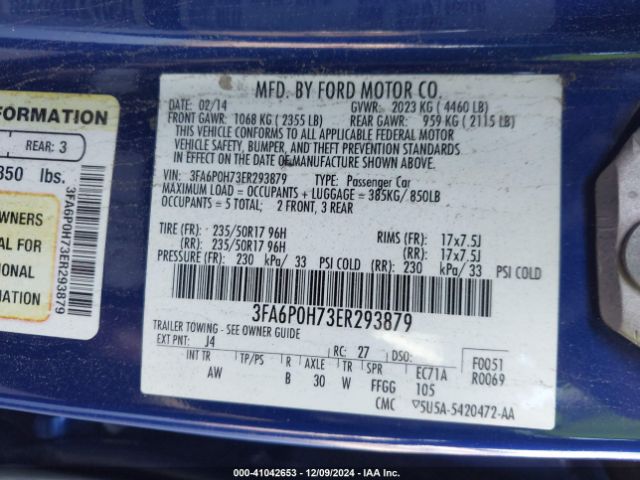 FORMATION
REAR: 3
850 lbs.
WNERS
AL FOR
TIONAL
ATION
3FA6P0H73ER293879
MFD. BY FORD MOTOR CO.
DATE: 02/14 GVWR: 2023 KG ( 4460 LB)
FRONT GAWR: 1068 KG ( 2355 LB) REAR GAWR: 959 KG ( 2115 LB)
THIS VEHICLE CONFORMS TO ALL APPLICABLE FEDERAL MOTOR
VEHICLE SAFETY, BUMPER, AND THEFT PREVENTION STANDARDS
IN EFFECT ON THE DATE OF MANUFACTURE SHOWN ABOVE.
VIN: 3FA6P0H73ER293879 TYPE: Passenger Car
MAXIMUM LOAD = OCCUPANTS + LUGGAGE = 385KG/ 850LB
OCCUPANTS = 5 TOTAL; 2 FRONT, 3 REAR
TIRE (FR): 235/50R17 96H RIMS (FR): 17x7.5J
(RR): 235/50R17 96H (RR): 17x7.5J
PRESSURE (FR): 230 kPa/ 33 PSI COLD (RR): 230 kPa/ 33 PSI COLD
3FA6P0H73ER293879
TRAILER TOWING - SEE OWNER GUIDE
EXT PNT: J4 RC: 27 DSO:
INT TR TP/PS R AXLE TR SPR EC71A F0051
AW B 30 W FFGG 105 R0069
CMC 5U5A-5420472-AA
000-41042653 | 12/09/2024 | IAA Inc.